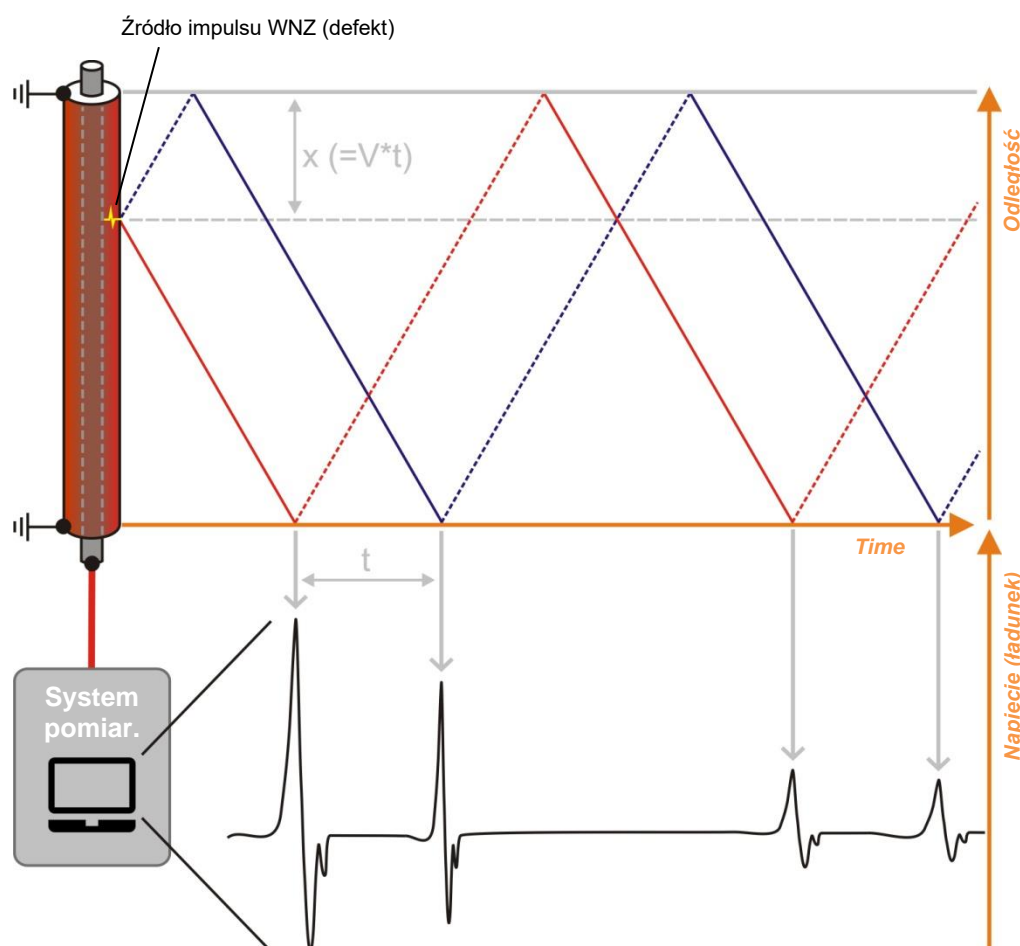 Źródło impulsu WNZ (defekt)
x (=V*t)
Odległość
Time
t
Napięcie (ładunek)
System
pomiar.